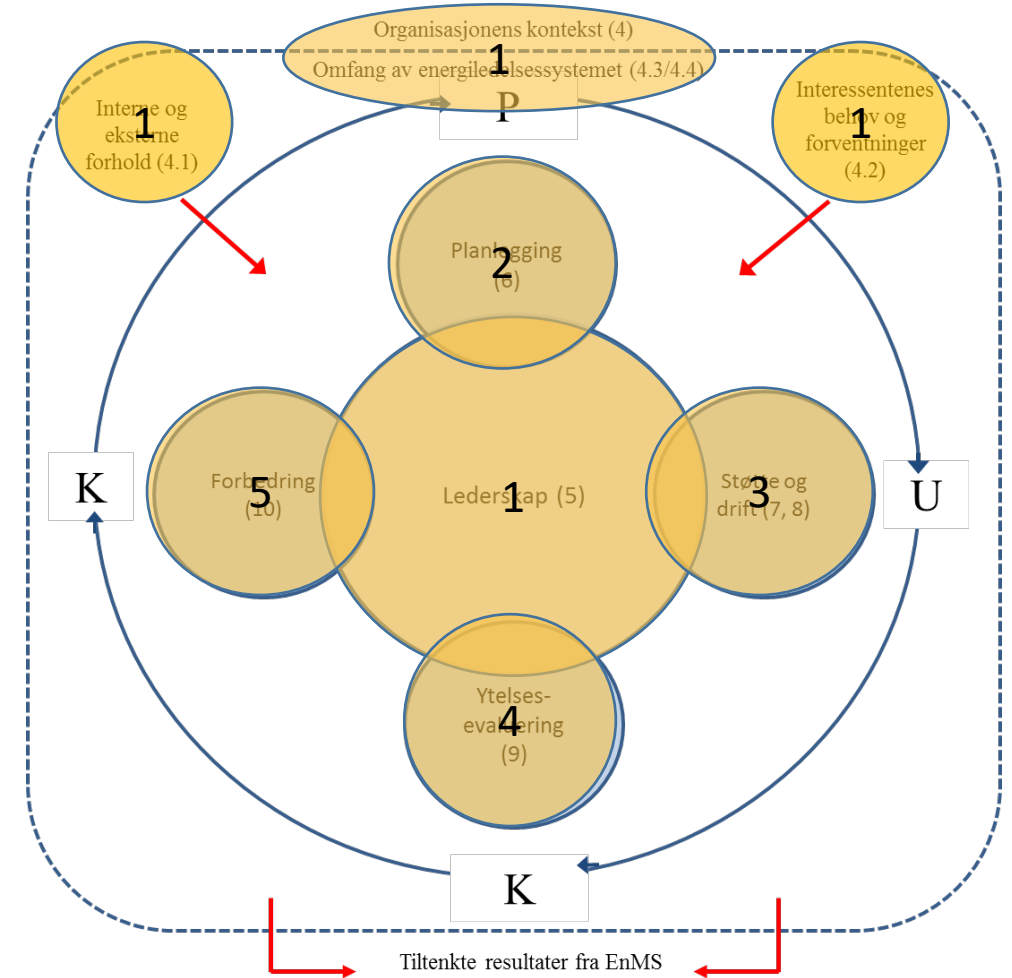 Organisasjonens kontekst (4)
1
Omfang av energiledelsessystemet (4.3/4.4)
P
Interne og
1
eksterne
forhold (4.1)
Interessentenes
1
behov og
forventninger
(4.2)
Planlegging
2
(6)
K
Forbedring
5
(10)
Lederskap (5)
1
Støtte og
3
drift (7, 8)
U
Ytelses-
4
evaluering
(9)
K
Tiltenkte resultater fra EnMS